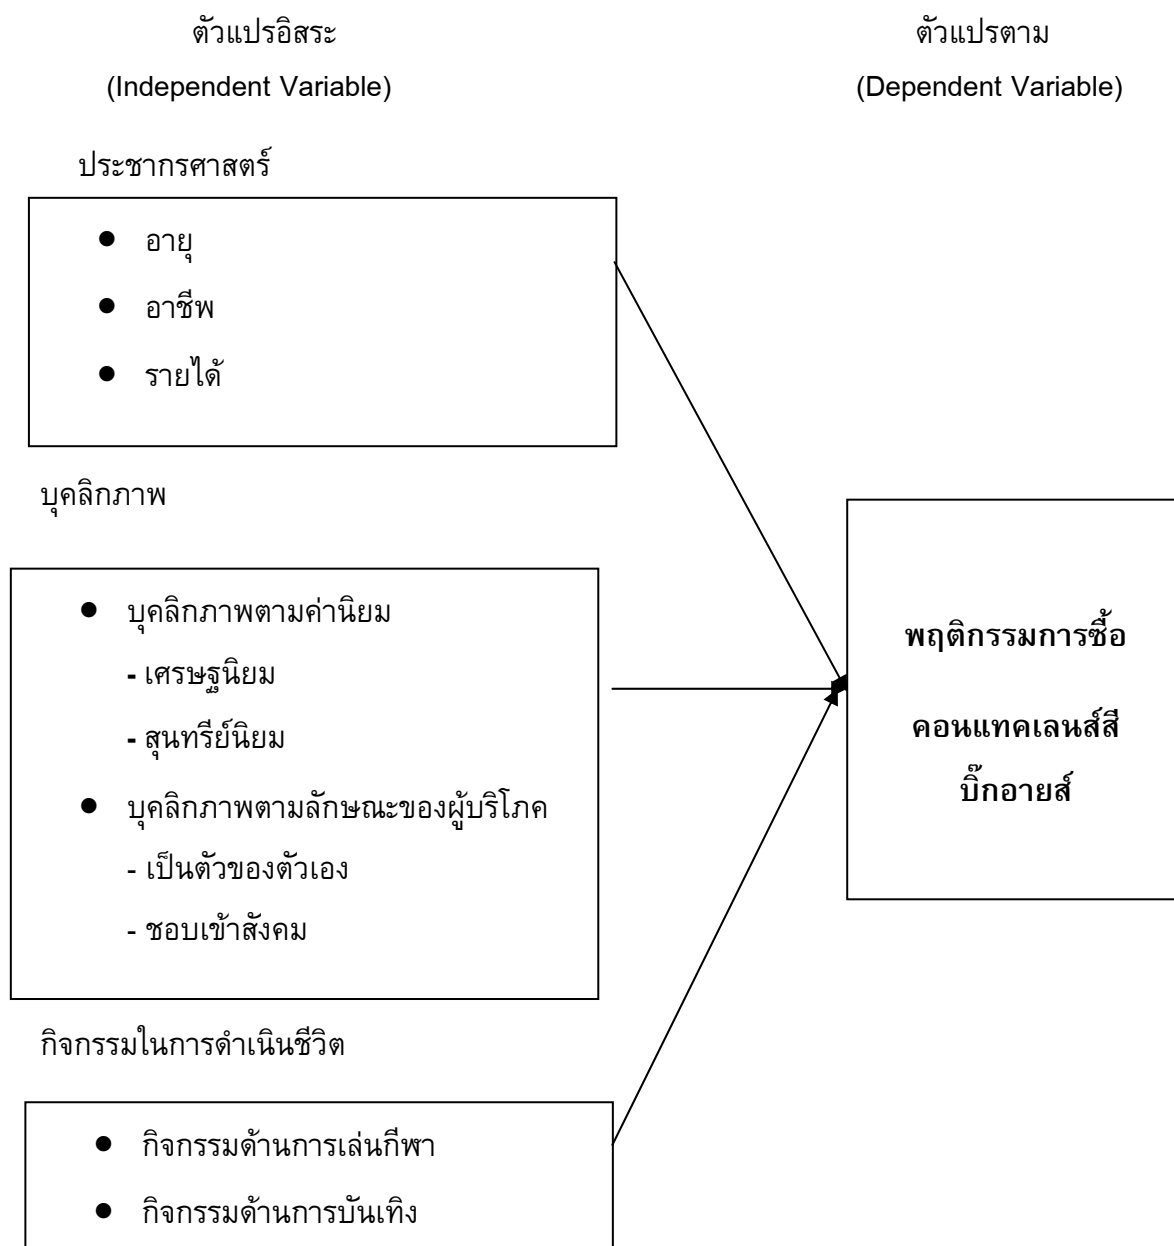 ตัวแปรอิสระ
(Independent Variable)
ตัวแปรตาม
(Dependent Variable)
ประชากรศาสตร์
● อายุ
● อาชีพ
● รายได้
บุคลิกภาพ
● บุคลิกภาพตามค่านิยม
- เศรษฐนิยม
- สุนทรีย์นิยม
● บุคลิกภาพตามลักษณะของผู้บริโภค
- เป็นตัวของตัวเอง
- ชอบเข้าสังคม
พฤติกรรมการซื้อ
คอนแทคเลนส์สี
บิ๊กอายส์
กิจกรรมในการดำเนินชีวิต
● กิจกรรมด้านการเล่นกีฬา
● กิจกรรมด้านการบันเทิง